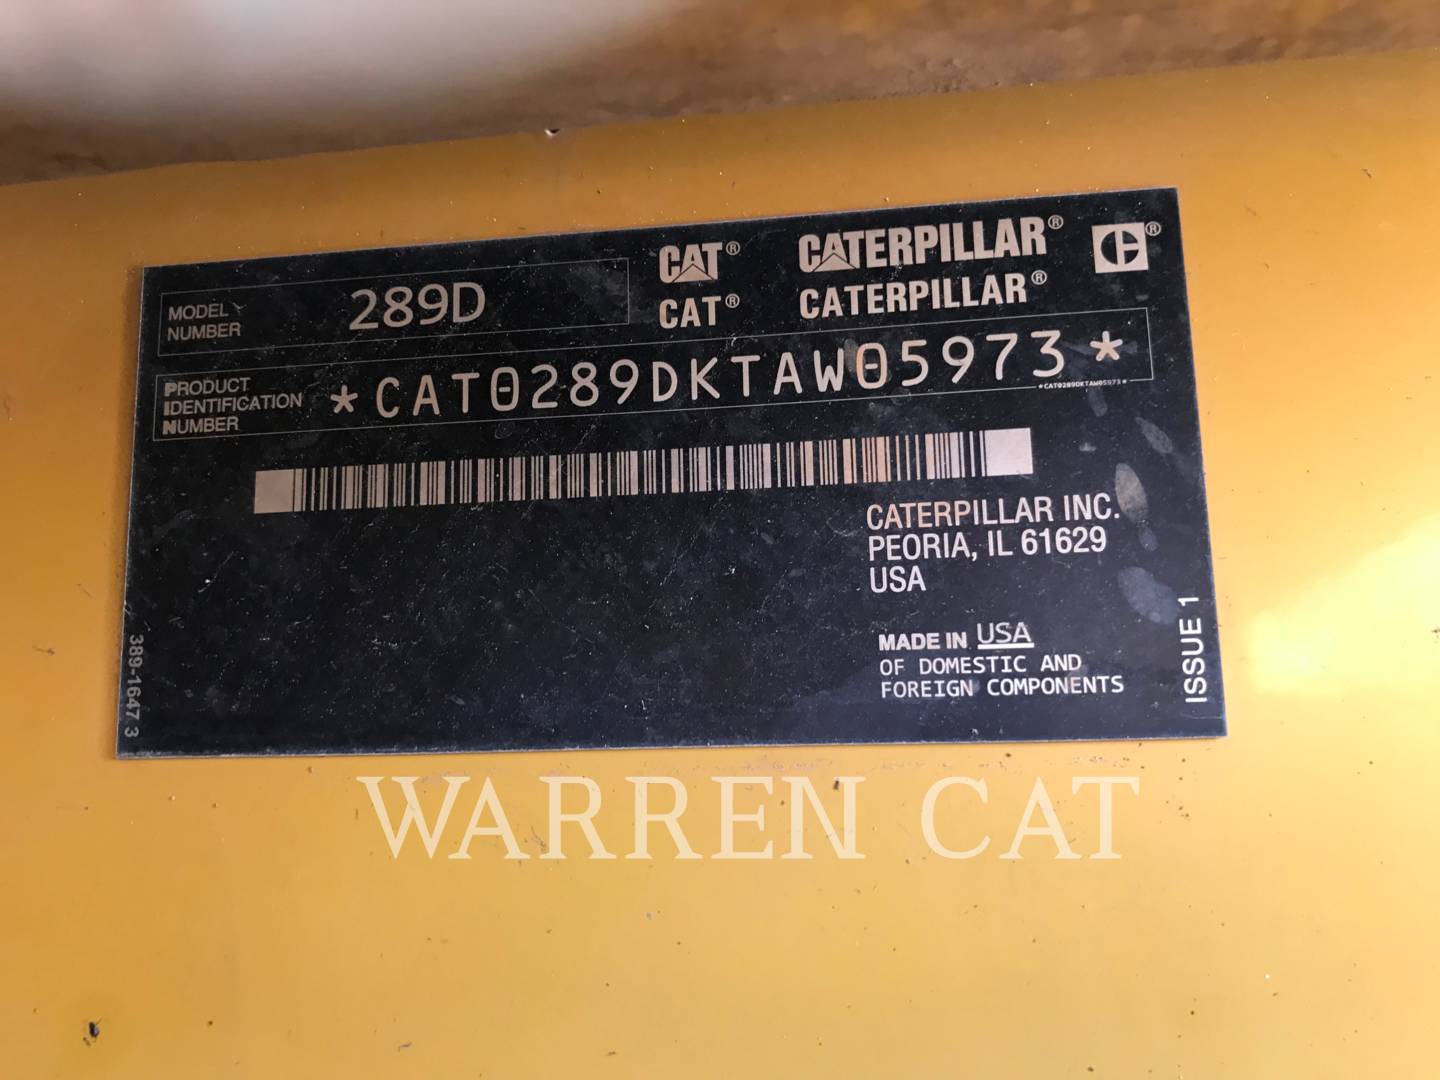 MODEL NUMBER 289D
CAT® CATERPILLAR®
CAT® CATERPILLAR®
PRODUCT
IDENTIFICATION
NUMBER
*CAT0289DKTAW05973*
*CAT0289DKTAW05973*
CATERPILLAR INC.
PEORIA, IL 61629
USA
MADE IN USA
OF DOMESTIC AND
FOREIGN COMPONENTS
389-1647 3
ISSUE 1
WARREN CAT